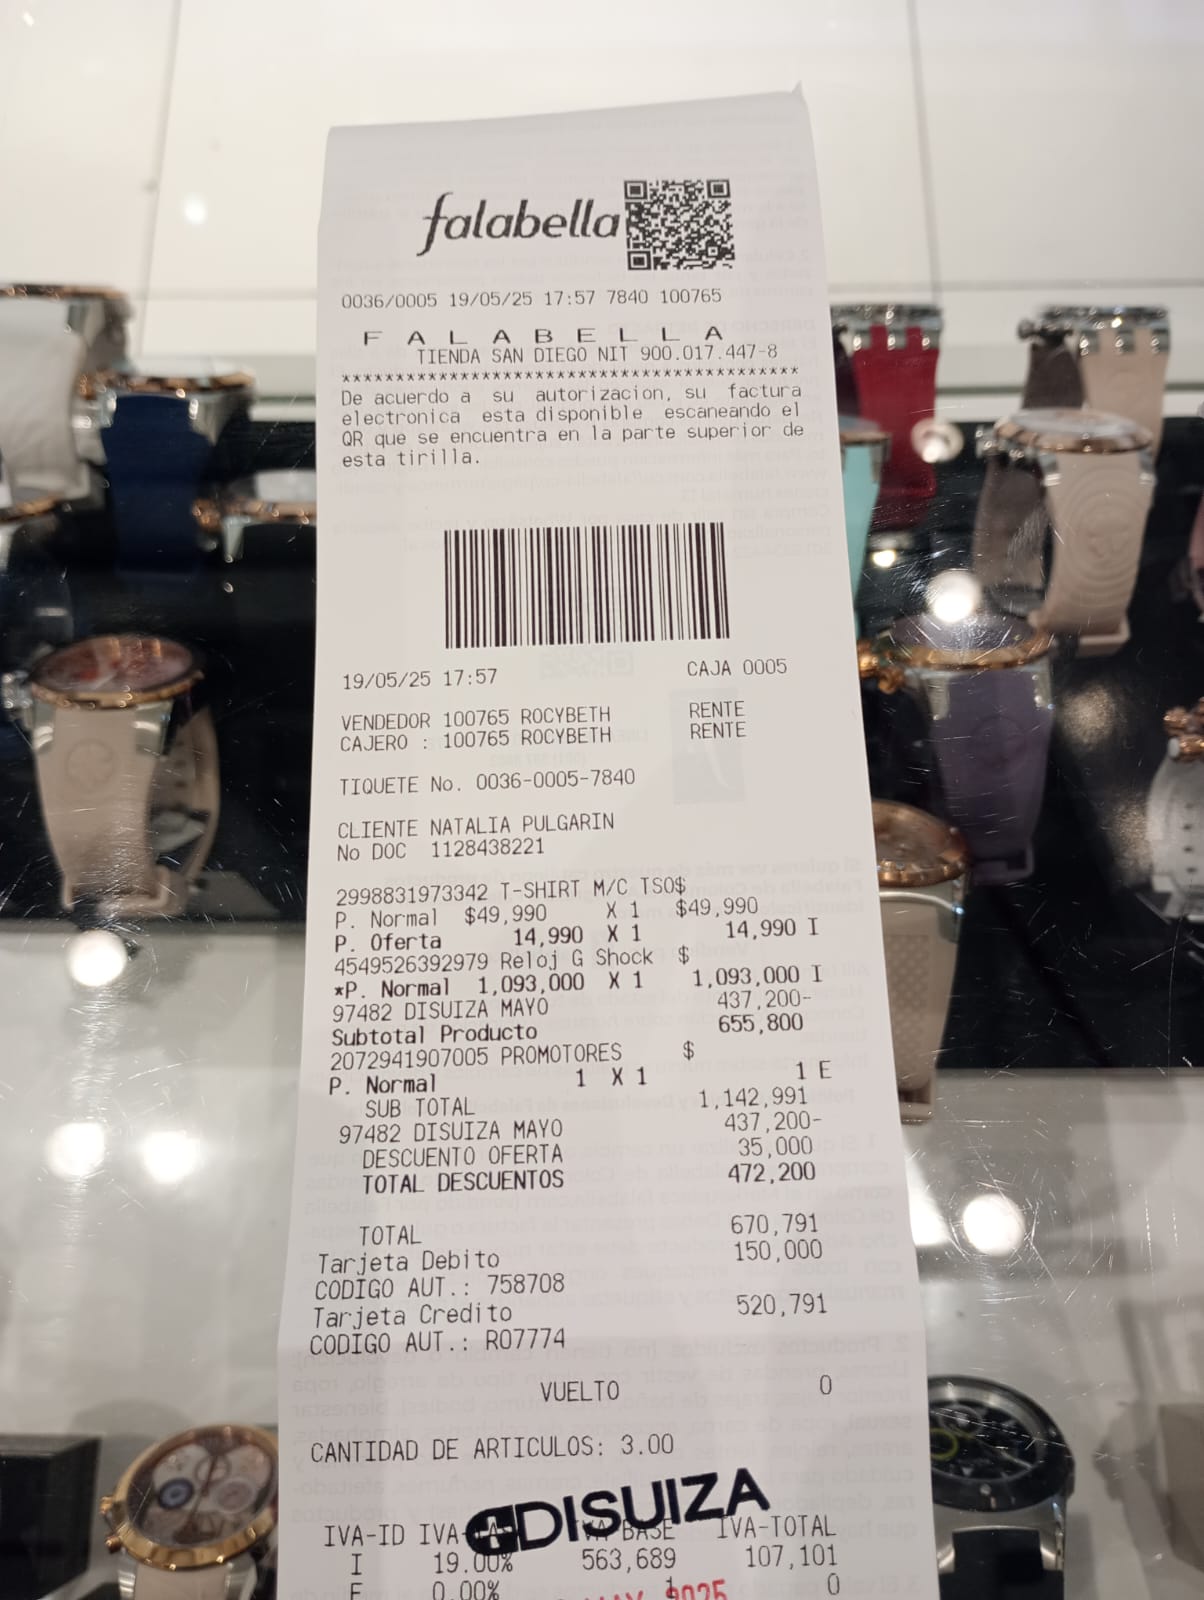 falabella
0036/0005 19/05/25 17:57 7840 100765
F A L A B E L L A
TIENDA SAN DIEGO NIT 900.017.447-8
*******************************************
De acuerdo a su autorizacion, su factura
electronica esta disponible escaneando el
QR que se encuentra en la parte superior de
esta tirilla.
19/05/25 17:57 CAJA 0005
VENDEDOR 100765 ROCYBETH RENTE
CAJERO : 100765 ROCYBETH RENTE
TIQUETE No. 0036-0005-7840
CLIENTE NATALIA PULGARIN
No DOC 1128438221
2998831973342 T-SHIRT M/C TSO$
P. Normal $49,990 X 1 $49,990
P. Oferta 14,990 X 1 14,990 I
4549526392979 Reloj G Shock $
*P. Normal 1,093,000 X 1 1,093,000 I
97482 DISUIZA MAYO 437,200-
Subtotal Producto 655,800
2072941907005 PROMOTORES $
P. Normal 1 X 1 1 E
SUB TOTAL 1,142,991
97482 DISUIZA MAYO 437,200-
DESCUENTO OFERTA 35,000
TOTAL DESCUENTOS 472,200
TOTAL 670,791
Tarjeta Debito 150,000
CODIGO AUT.: 758708
Tarjeta Credito 520,791
CODIGO AUT.: R07774
VUELTO 0
CANTIDAD DE ARTICULOS: 3.00
DISUIZA
IVA-ID BASE IVA-TOTAL
I 19.00% 563,689 107,101
E 0.00% 1 0
2025